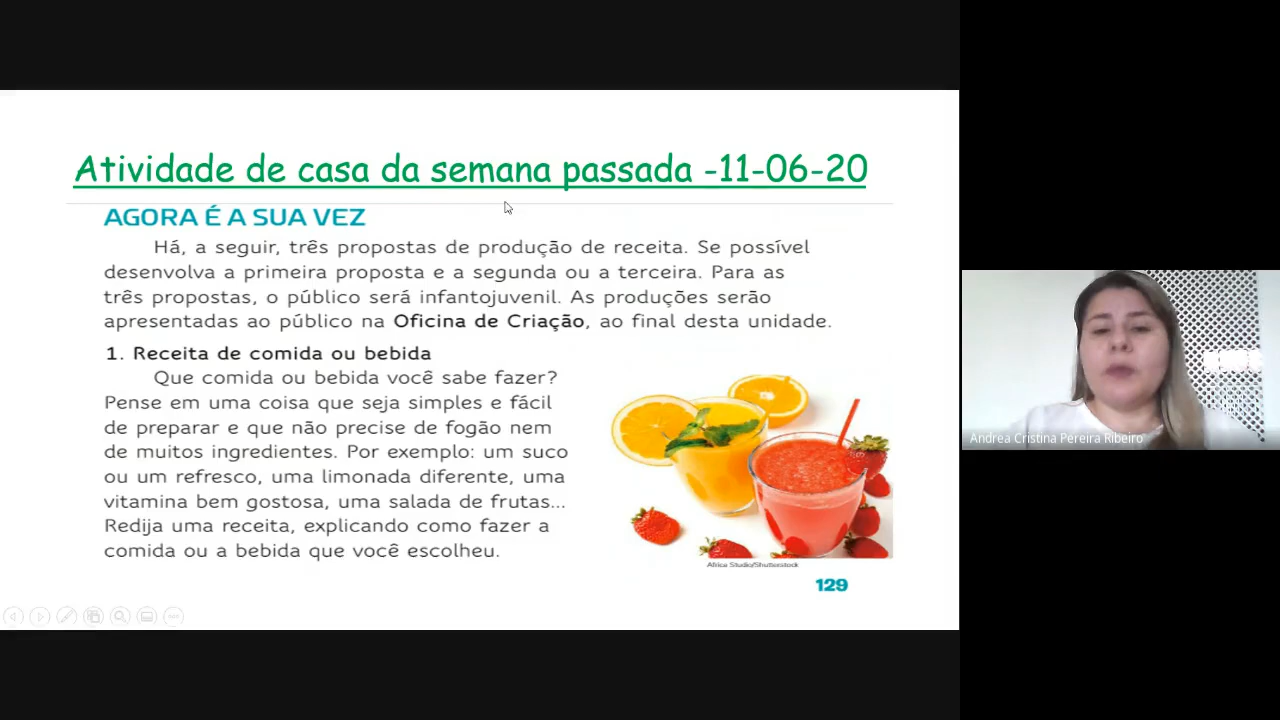 Atividade de casa da semana passada -11-06-20
AGORA É A SUA VEZ
Há, a seguir, três propostas de produção de receita. Se possível
desenvolva a primeira proposta e a segunda ou a terceira. Para as
três propostas, o público será infantojuvenil. As produções serão
apresentadas ao público na Oficina de Criação, ao final desta unidade.
1. Receita de comida ou bebida
Que comida ou bebida você sabe fazer?
Pense em uma coisa que seja simples e fácil
de preparar e que não precise de fogão nem
de muitos ingredientes. Por exemplo: um suco
ou um refresco, uma limonada diferente, uma
vitamina bem gostosa, uma salada de frutas...
Redija uma receita, explicando como fazer a
comida ou a bebida que você escolheu.
Africa Studio/Shutterstock
129
Andrea Cristina Pereira Ribeiro